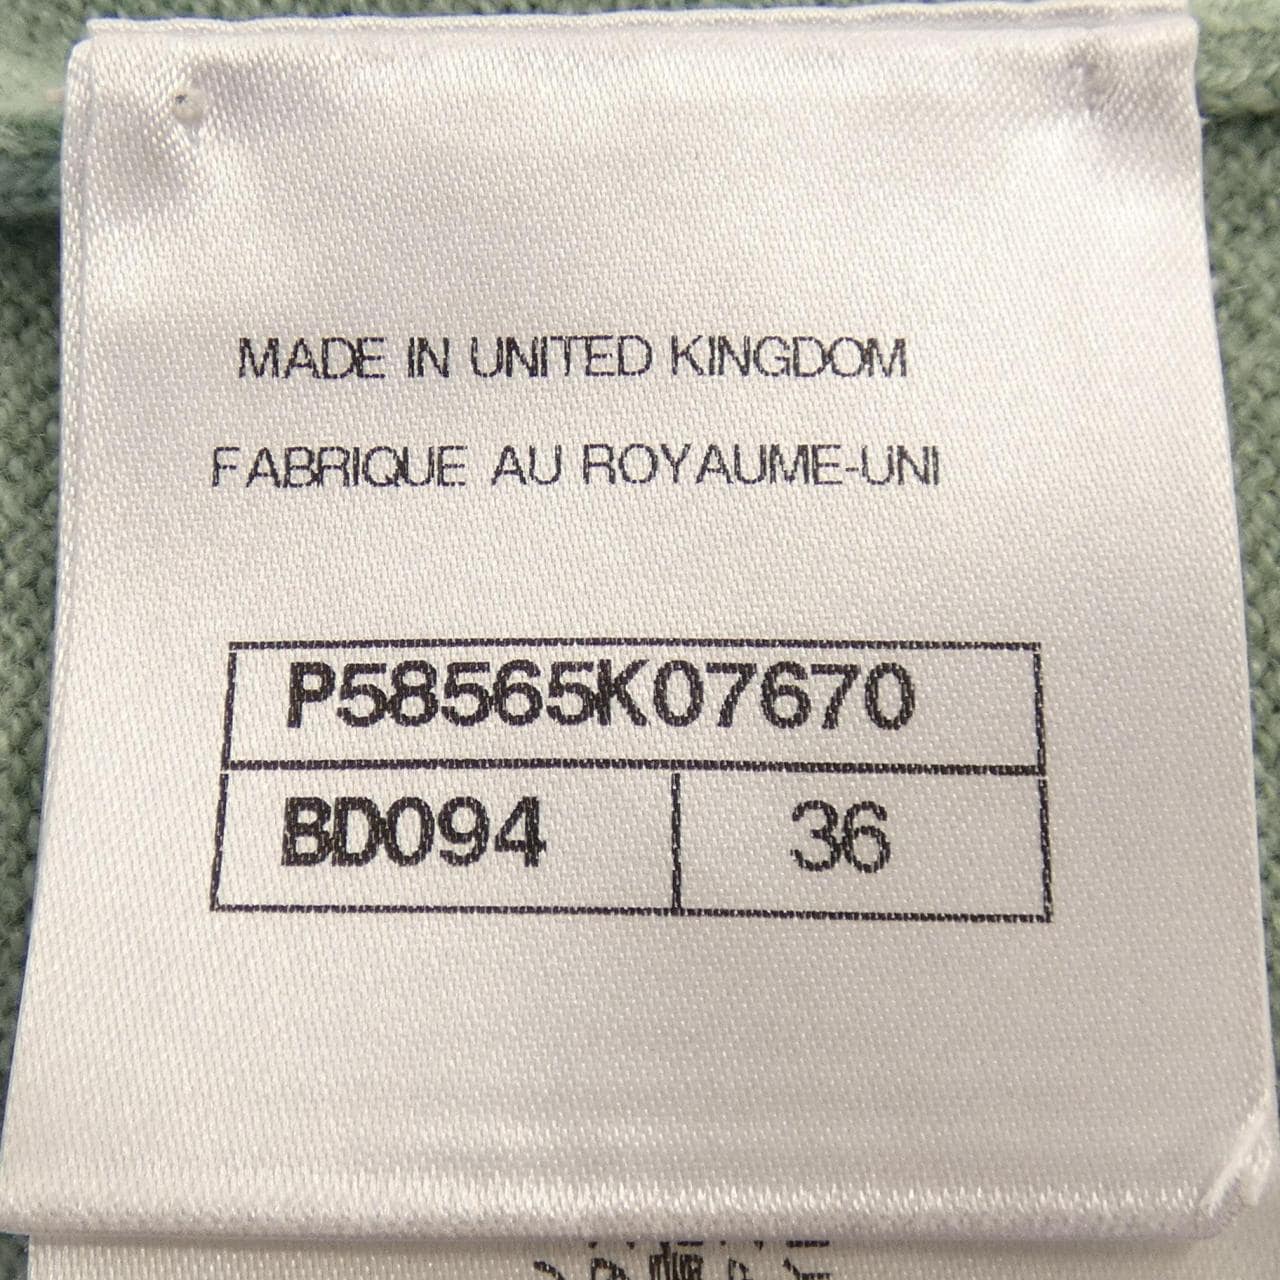 MADE IN UNITED KINGDOM
FABRIQUE AU ROYAUME-UNI
P58565K07670
BD094 36